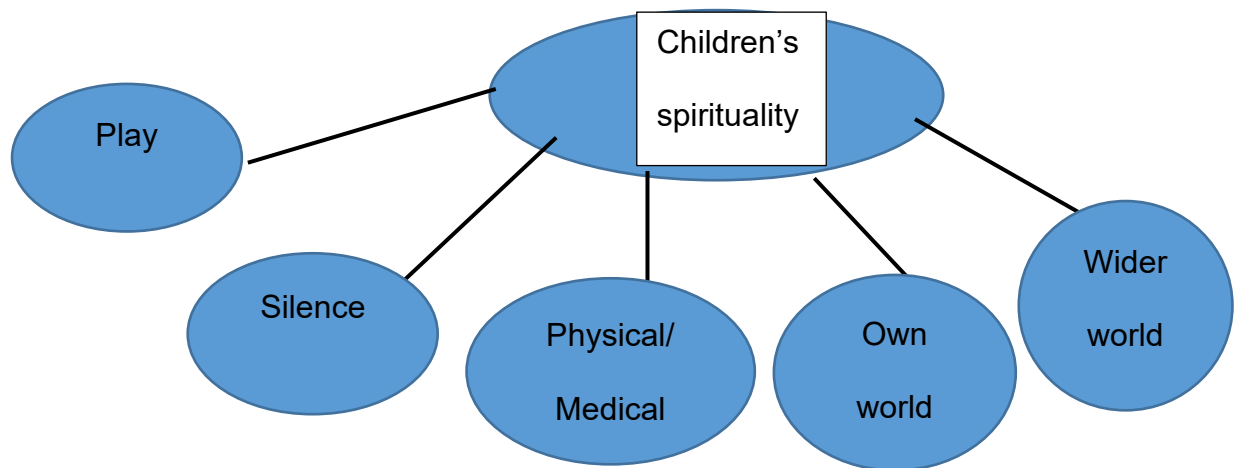 Children’s
spirituality
Play
Silence
Physical/
Medical
Own
world
Wider
world